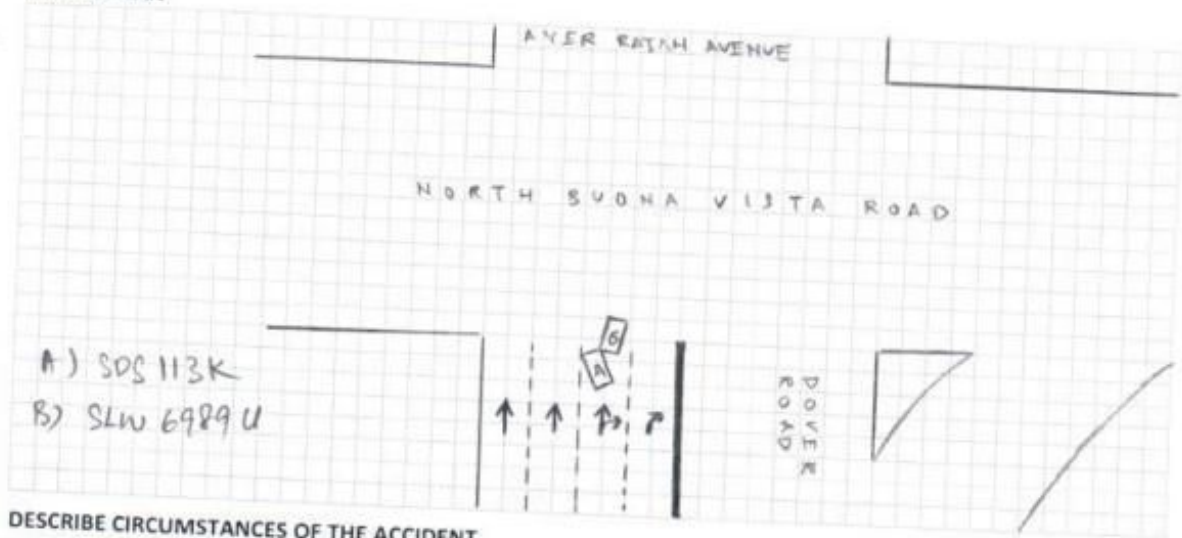 AYER RAJAH AVENUE
NORTH BUONA VISTA ROAD
B
A
A) SDS 113K
B) SLW 6989 U
DOVER
ROAD
DESCRIBE CIRCUMSTANCES OF THE ACCIDENT